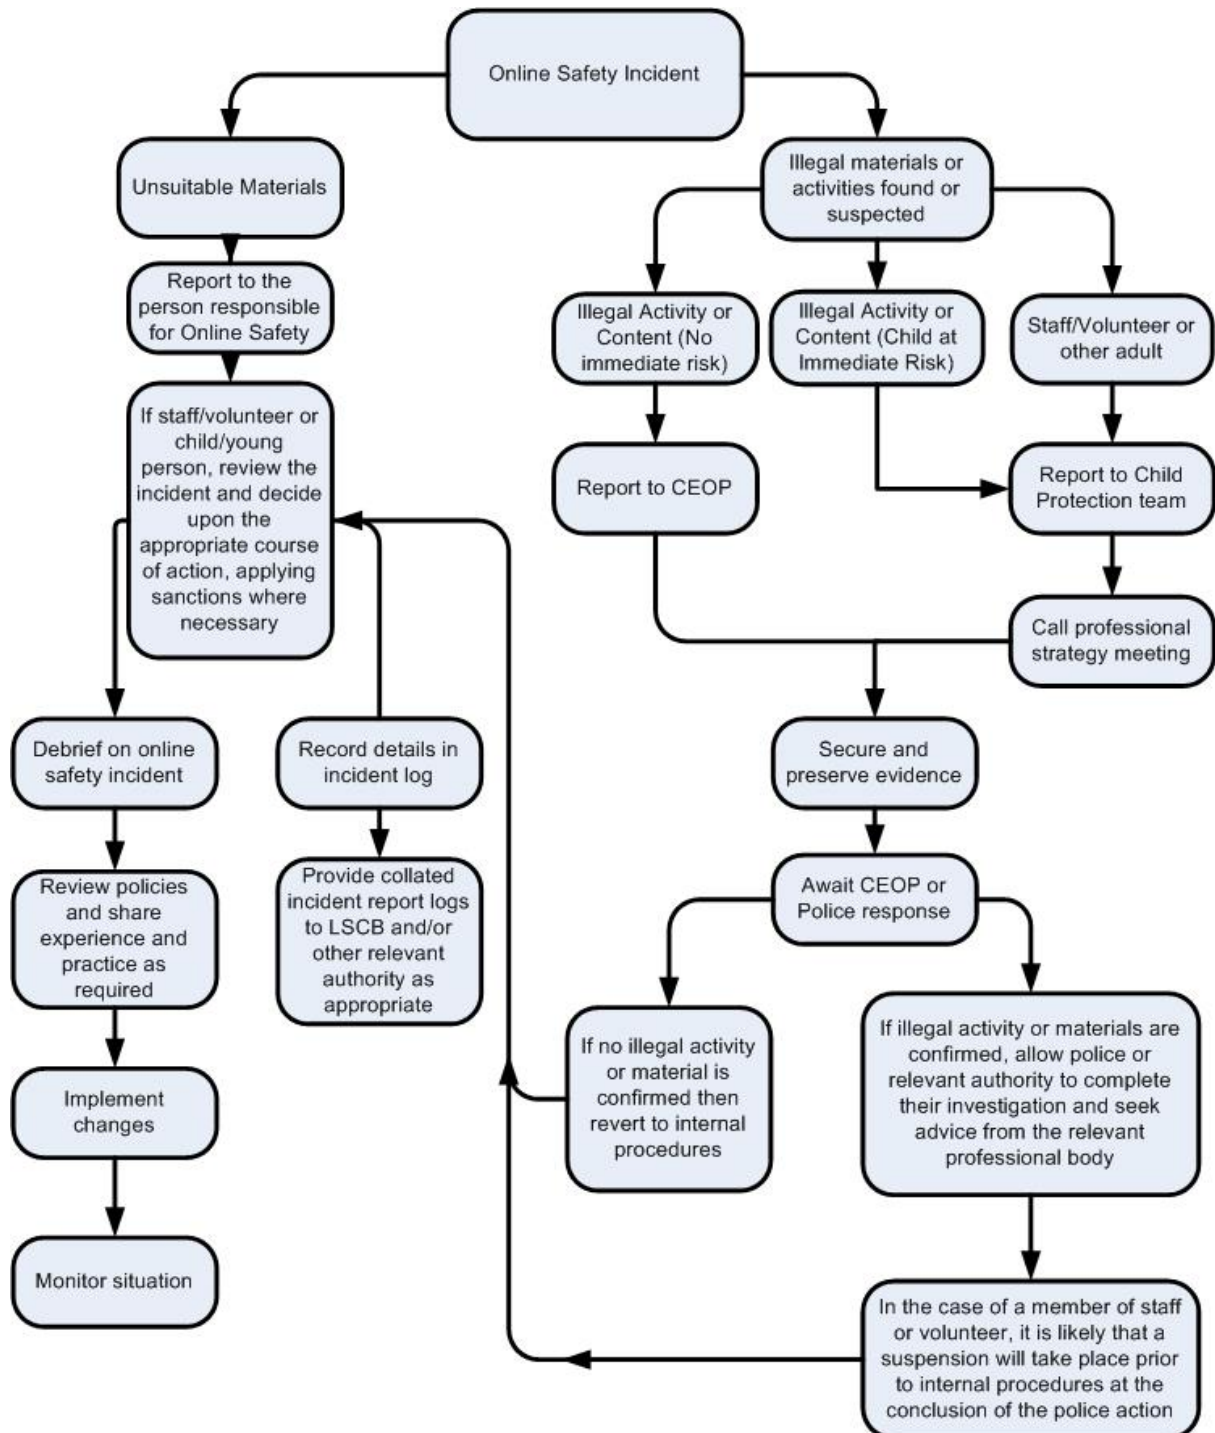 Online Safety Incident
Unsuitable Materials
Report to the
person responsible
for Online Safety
If staff/volunteer or
child/young
person, review the
incident and decide
upon the
appropriate course
of action, applying
sanctions where
necessary
Debrief on online
safety incident
Review policies
and share
experience and
practice as
required
Implement
changes
Monitor situation
Record details in
incident log
Provide collated
incident report logs
to LSCB and/or
other relevant
authority as
appropriate
Illegal materials or
activities found or
suspected
Illegal Activity or
Content (No
immediate risk)
Illegal Activity or
Content (Child at
Immediate Risk)
Staff/Volunteer or
other adult
Report to CEOP
Report to Child
Protection team
Call professional
strategy meeting
Secure and
preserve evidence
Await CEOP or
Police response
If no illegal activity
or material is
confirmed then
revert to internal
procedures
If illegal activity or materials are
confirmed, allow police or
relevant authority to complete
their investigation and seek
advice from the relevant
professional body
In the case of a member of staff
or volunteer, it is likely that a
suspension will take place prior
to internal procedures at the
conclusion of the police action